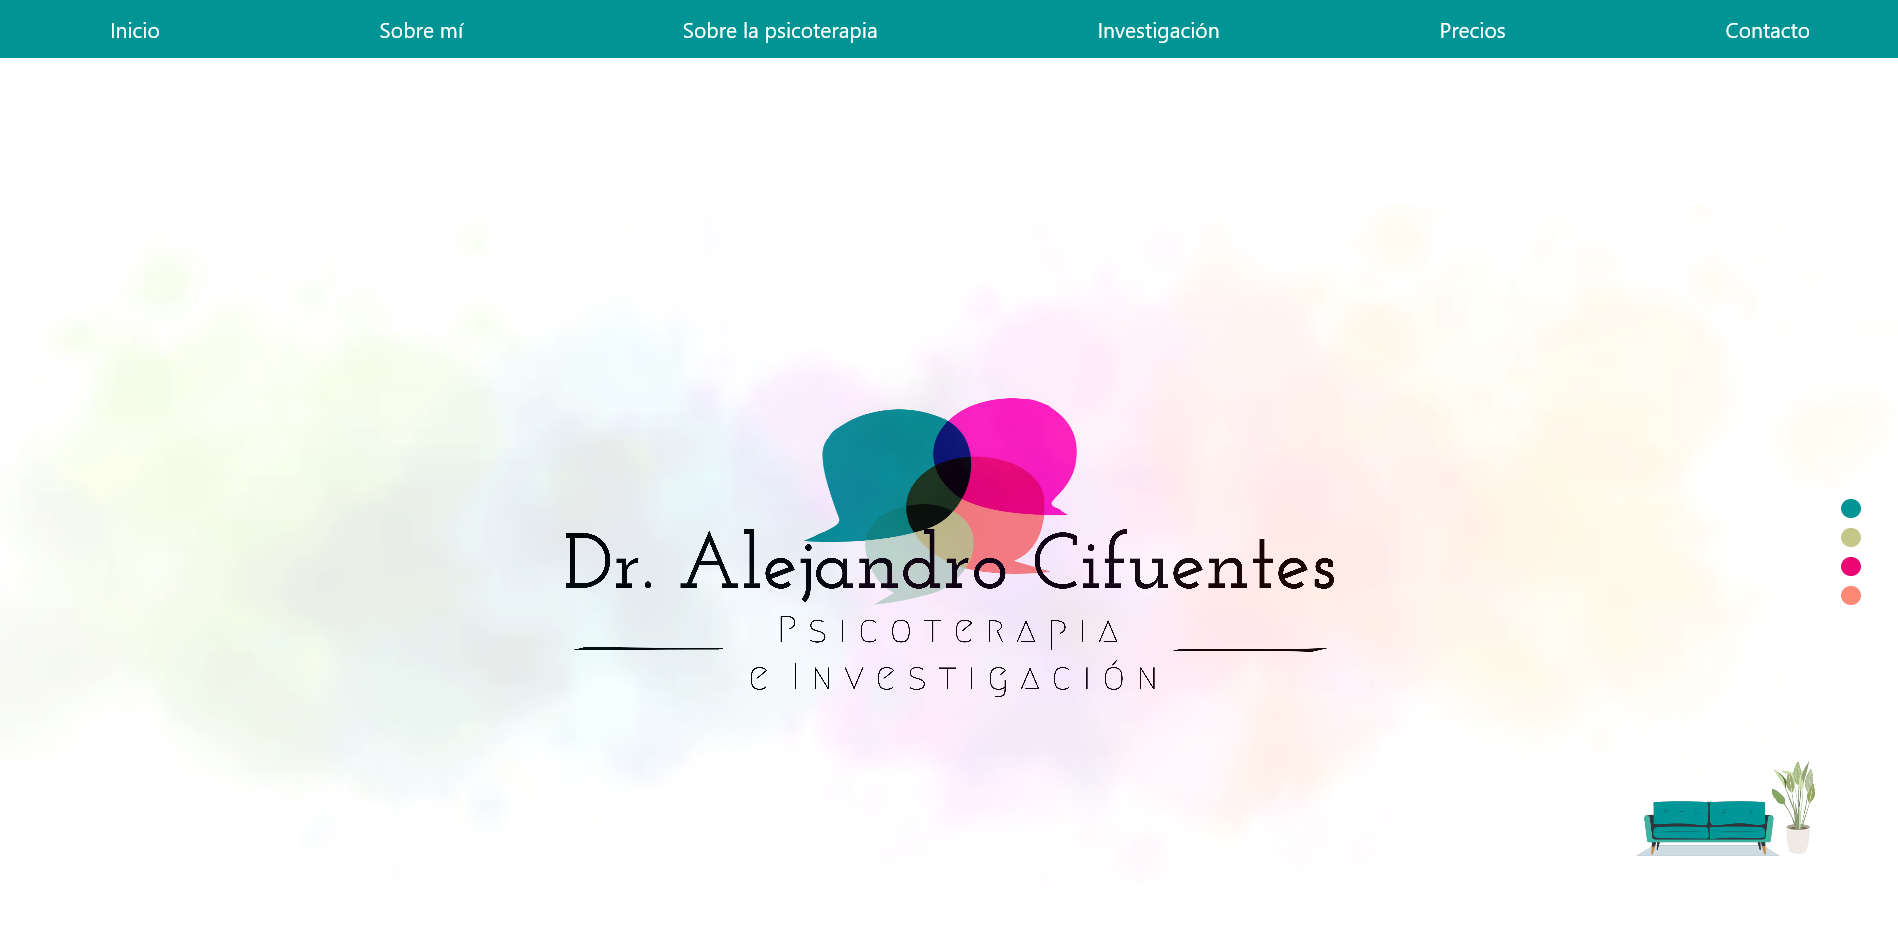 Inicio Sobre mí Sobre la psicoterapia Investigación Precios Contacto
Dr. Alejandro Cifuentes
Psicoterapia
e Investigación